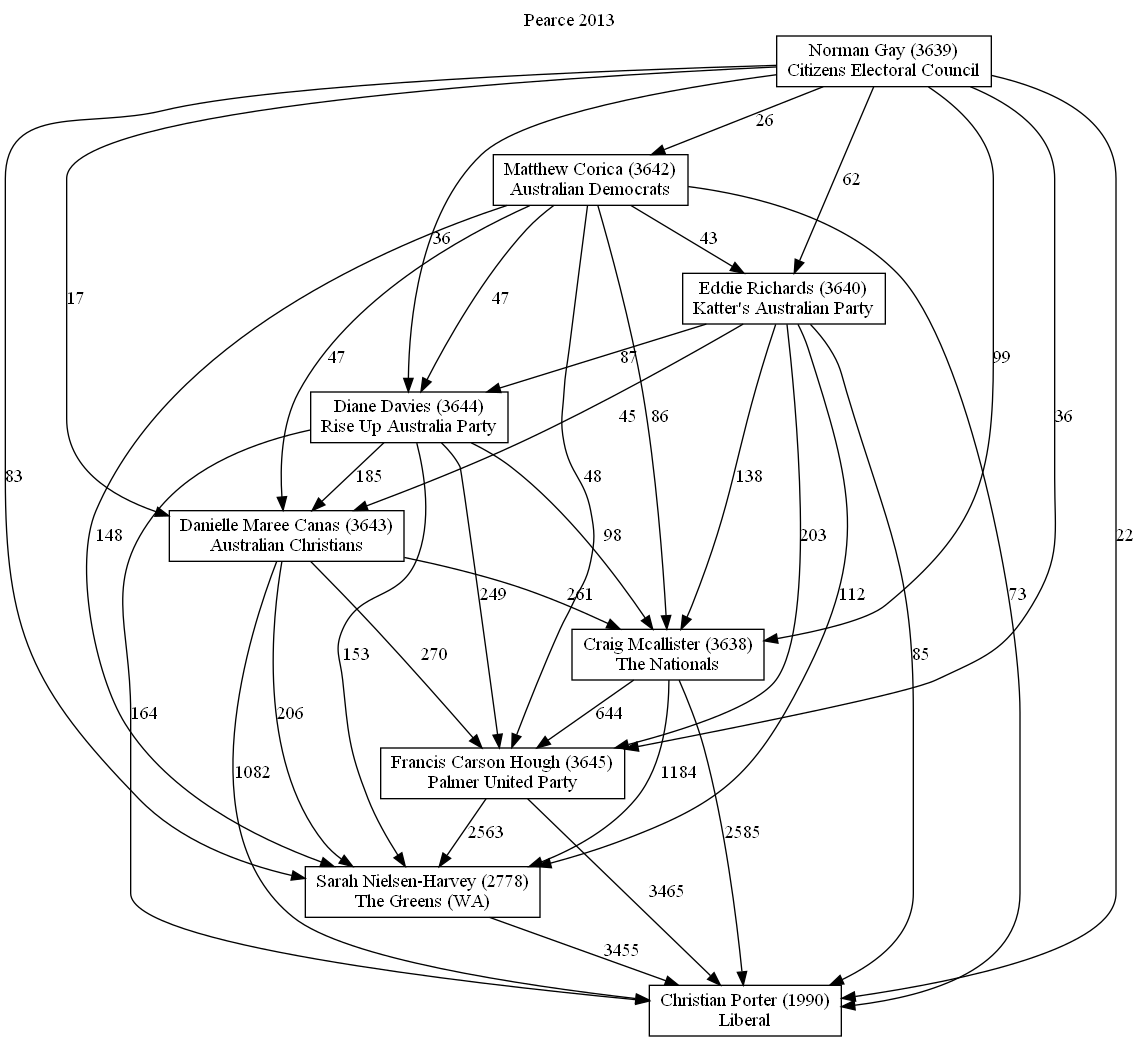 Pearce 2013
Norman Gay (3639)
Citizens Electoral Council
26
Matthew Corica (3642)
Australian Democrats
62
36
43
Eddie Richards (3640)
Katter's Australian Party
17
47
47
87
99
Diane Davies (3644)
Rise Up Australia Party
45
86
36
83
185
48
138
Danielle Maree Canas (3643)
Australian Christians
148
98
203
22
249
261
112
73
Craig Mcallister (3638)
The Nationals
153
270
85
164
206
644
Francis Carson Hough (3645)
Palmer United Party
1082
1184
2563
2585
Sarah Nielsen-Harvey (2778)
The Greens (WA)
3465
3455
Christian Porter (1990)
Liberal